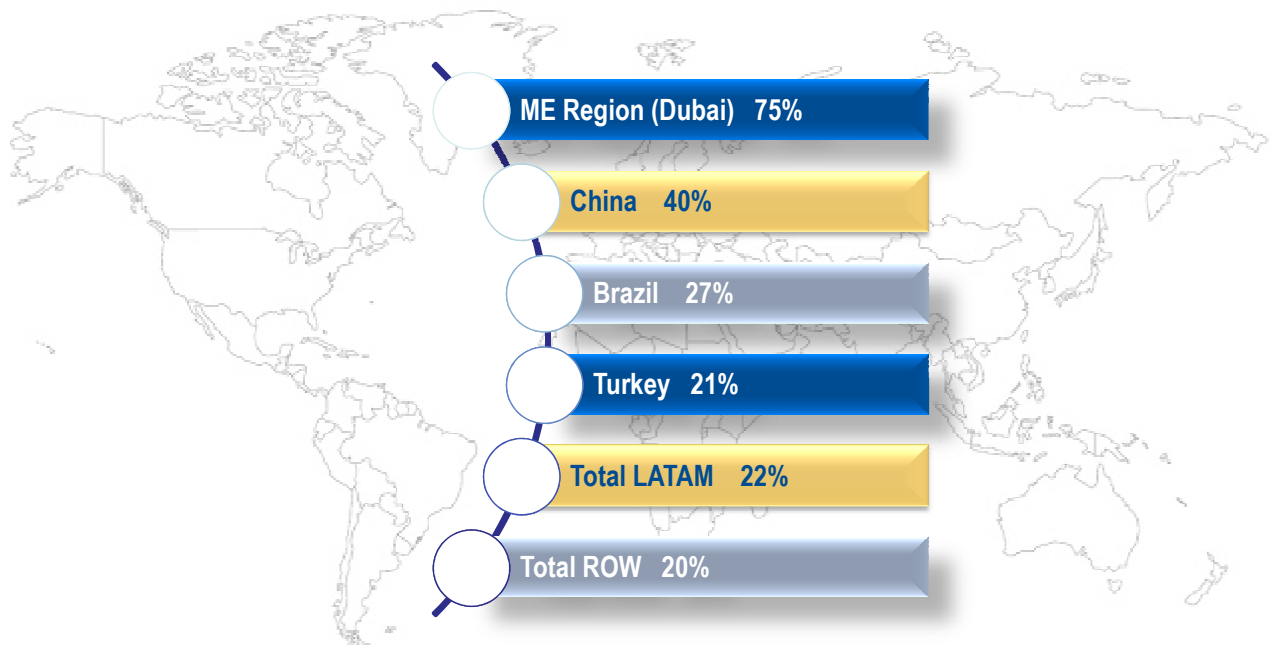 ME Region (Dubai) 75%
China 40%
Brazil 27%
Turkey 21%
Total LATAM 22%
Total ROW 20%